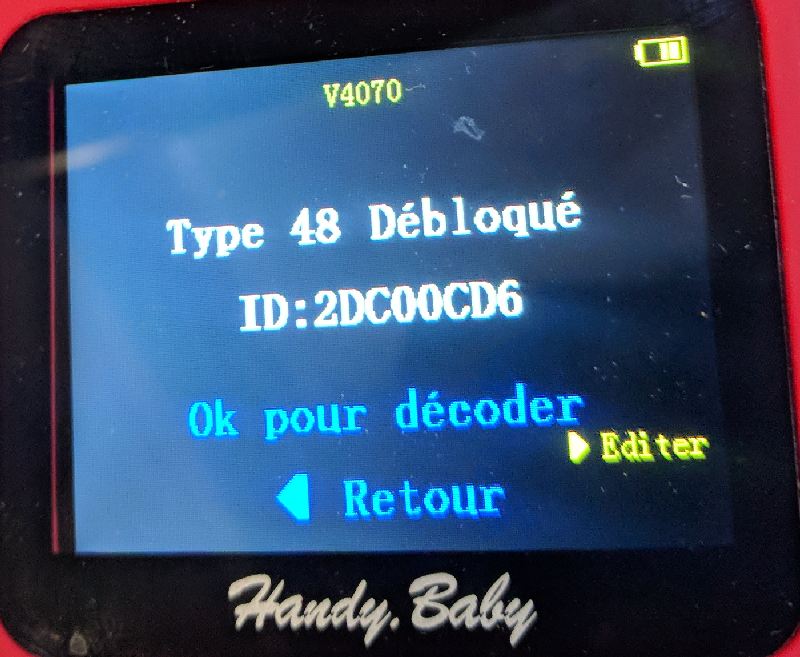 V4070
Type 48 Débloqué
ID:2DC00CD6
Ok pour décoder
Editer
Retour
Handy.Baby